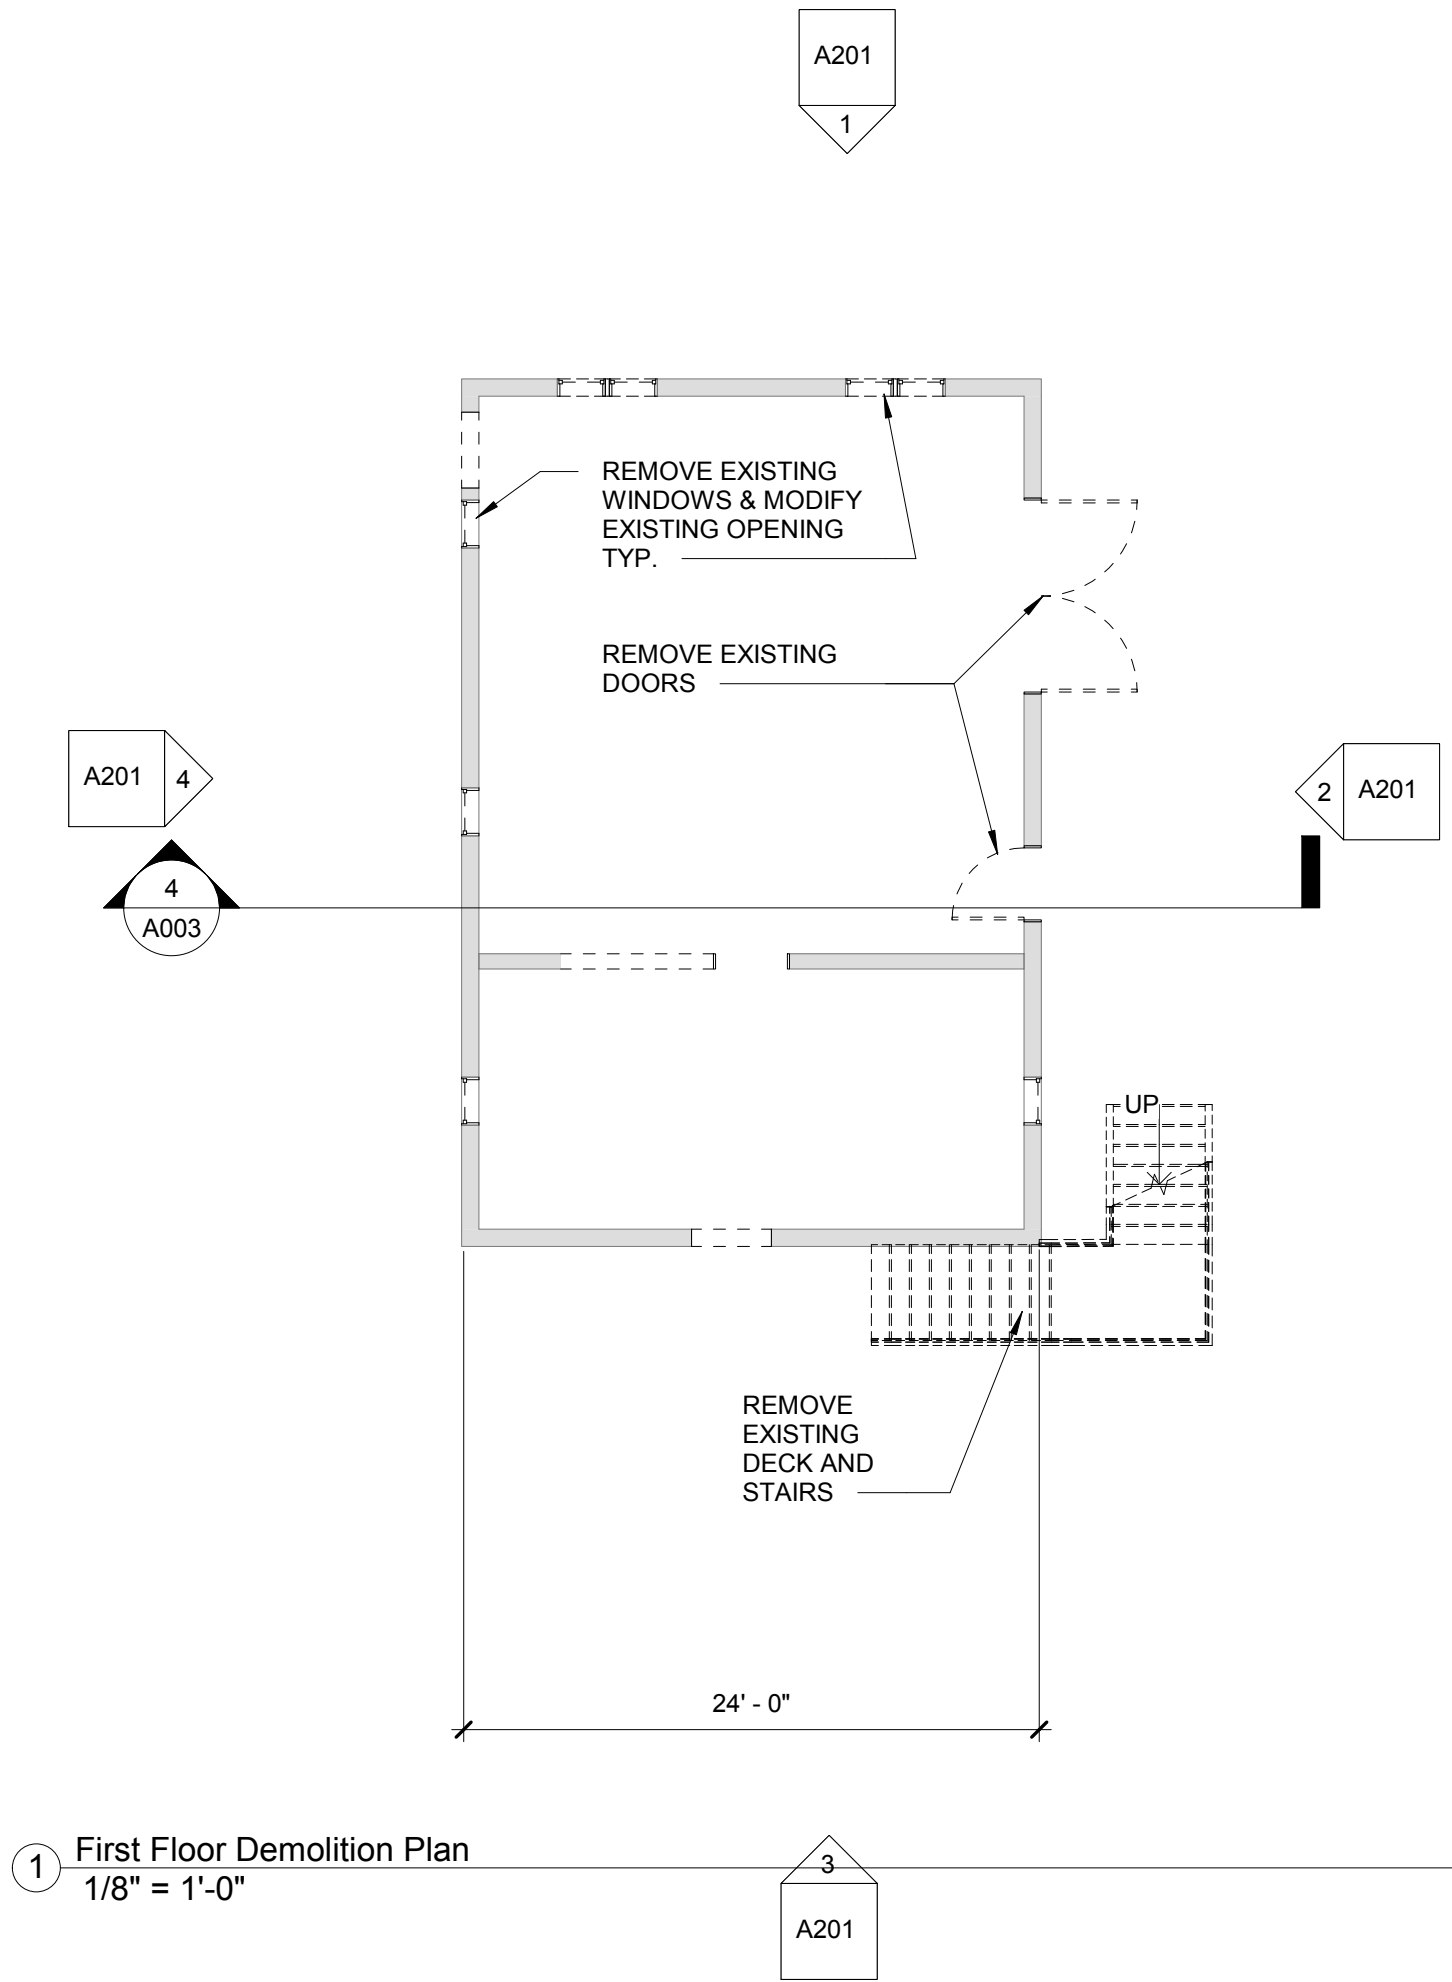 A201
1
REMOVE EXISTING
WINDOWS & MODIFY
EXISTING OPENING
TYP.
REMOVE EXISTING
DOORS
A201 4
2 A201
4
A003
UP
REMOVE
EXISTING
DECK AND
STAIRS
24' - 0"
1 First Floor Demolition Plan
1/8" = 1'-0"
3
A201